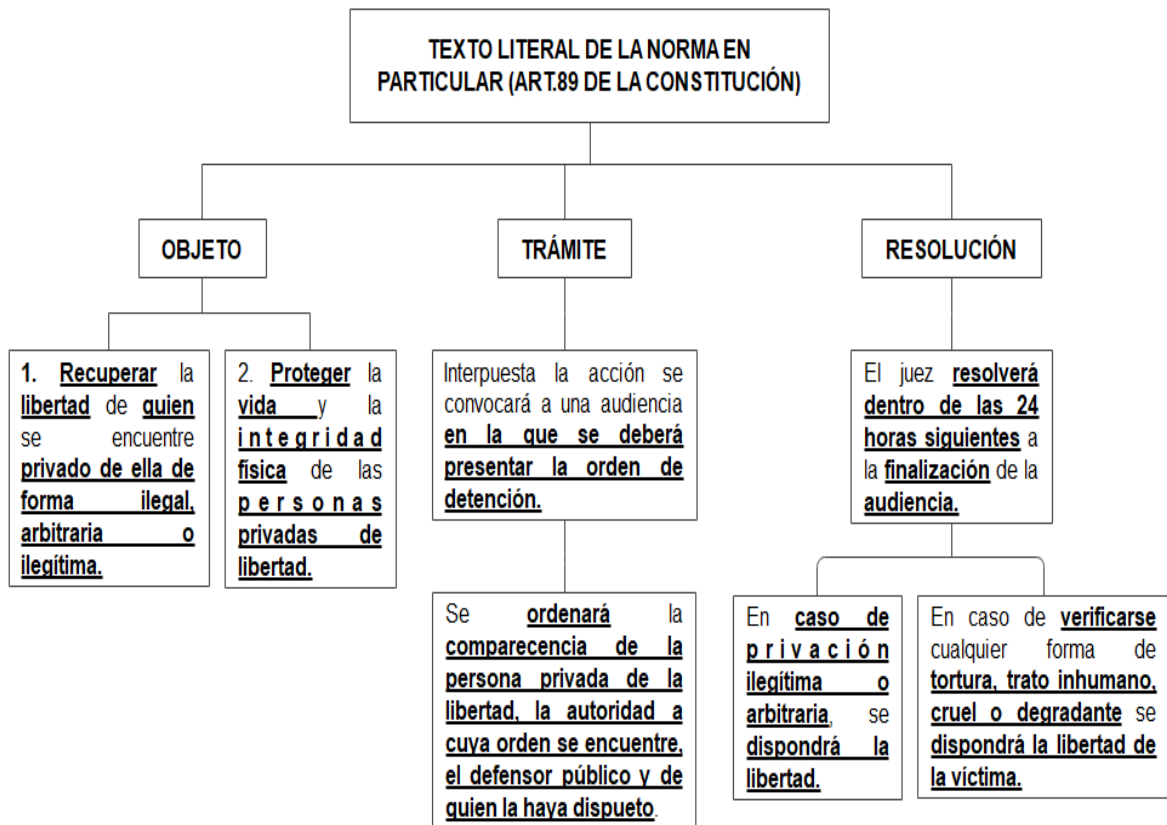 TEXTO LITERAL DE LA NORMA EN
PARTICULAR (ART.89 DE LA CONSTITUCIÓN)
OBJETO
TRÁMITE
RESOLUCIÓN
1. Recuperar la
libertad de quien
se encuentre
privado de ella de
forma ilegal,
arbitraria o
ilegítima.
2. Proteger la
vida y la
integridad
física de las
personas
privadas de
libertad.
Interpuesta la acción se
convocará a una audiencia
en la que se deberá
presentar la orden de
detención.
Se ordenará la
comparecencia de la
persona privada de la
libertad, la autoridad a
cuya orden se encuentre,
el defensor público y de
quien la haya dispueto.
El juez resolverá
dentro de las 24
horas siguientes a
la finalización de la
audiencia.
En caso de
privación
ilegítima o
arbitraria, se
dispondrá la
libertad.
En caso de verificarse
cualquier forma de
tortura, trato inhumano,
cruel o degradante se
dispondrá la libertad de
la víctima.